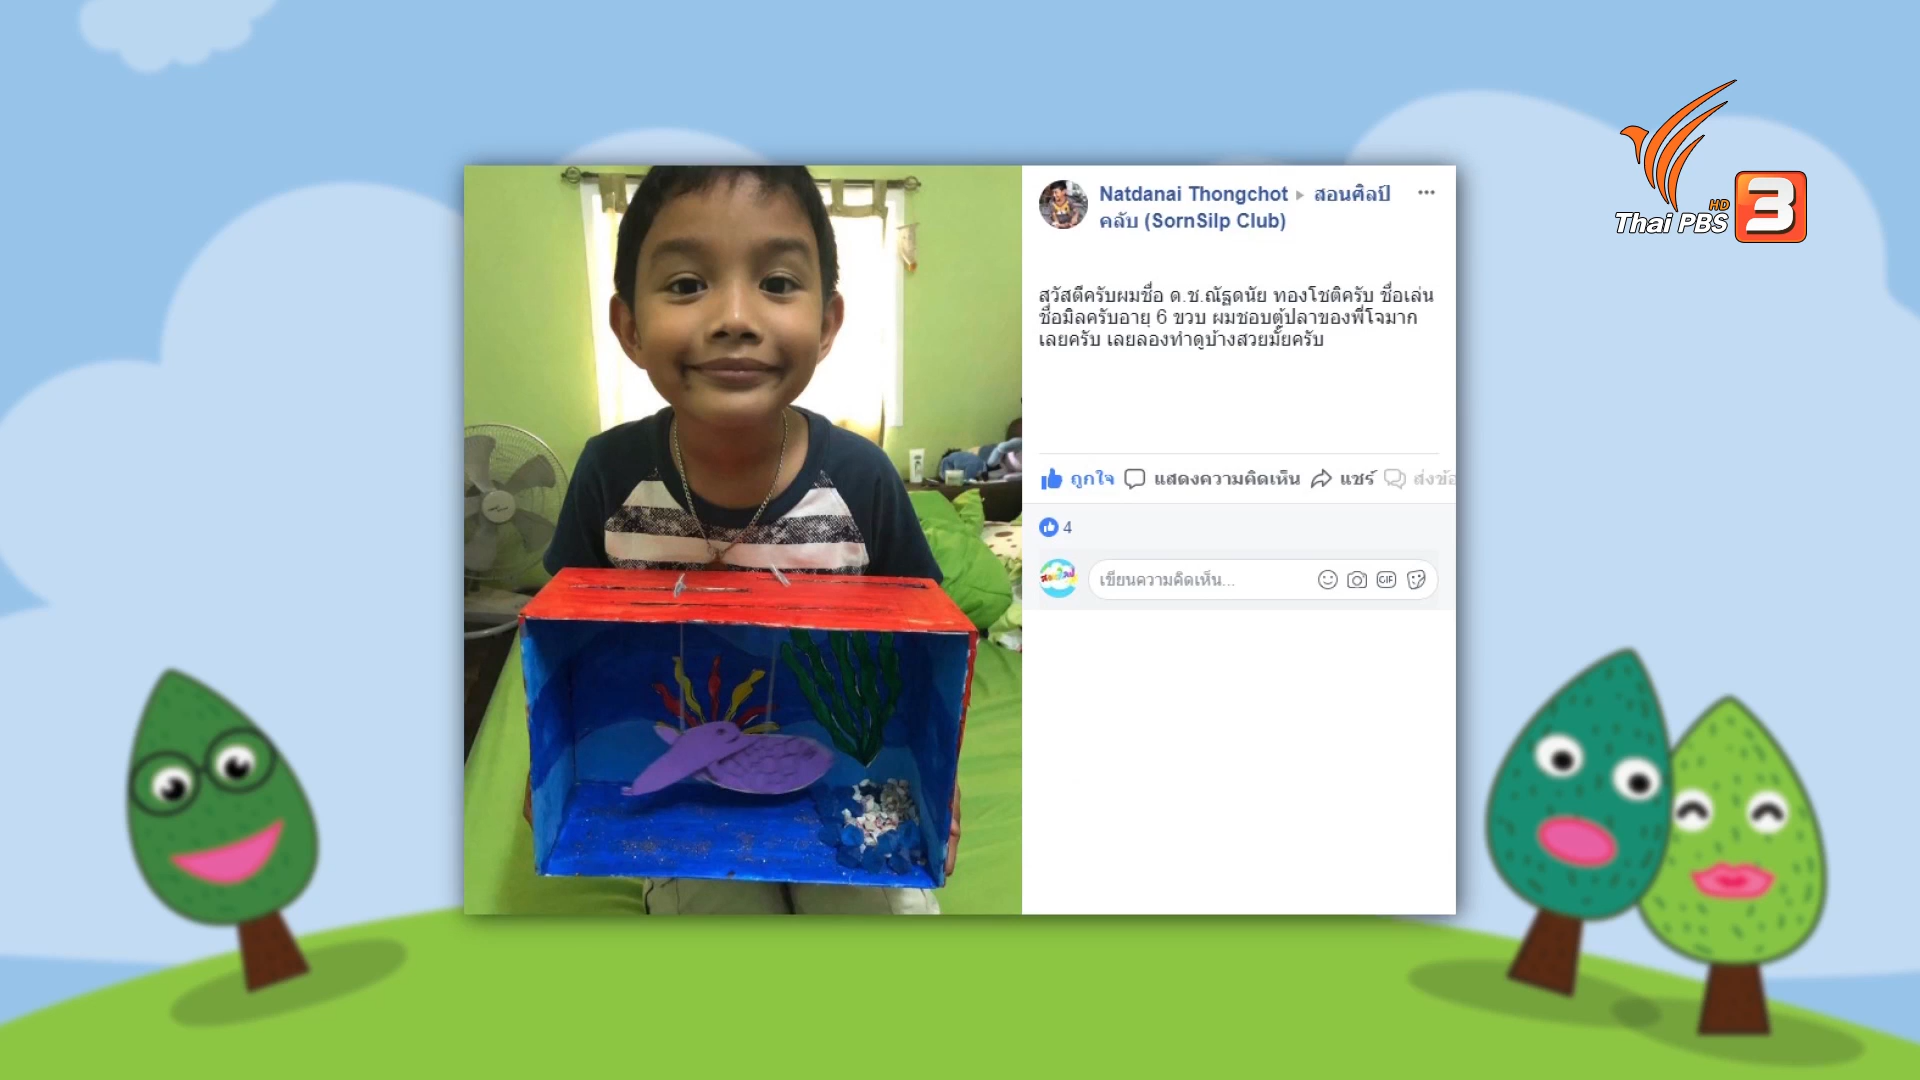 Natdanai Thongchot ▸ สอนศิลป์
คลับ (SornSilp Club)
สวัสดีครับผมชื่อ ด.ช.ณัฐดนัย ทองโชติครับ ชื่อเล่น
ชื่อมิลครับอายุ 6 ขวบ ผมชอบตู้ปลาของพี่โจมาก
เลยครับ เลยลองทำดูบ้างสวยมั้ยครับ
ถูกใจ แสดงความคิดเห็น แชร์ ส่งข้อ
4
เขียนความคิดเห็น... GIF
HD
Thai PBS 3